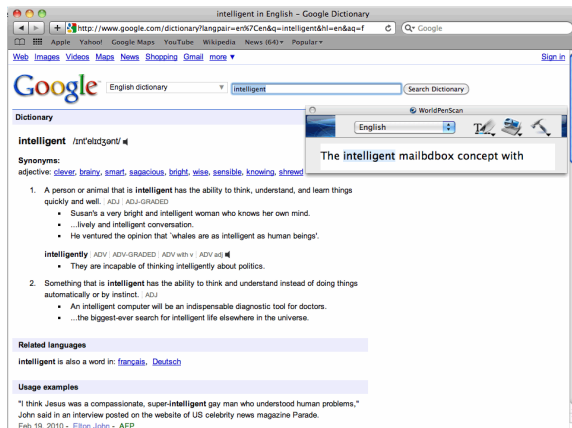 intelligent in English - Google Dictionary
http://www.google.com/dictionary?langpair=en%7Cen&q=intelligent&hl=en&aq=f
Google
Apple Yahoo! Google Maps YouTube Wikipedia News (64) Popular
Web Images Videos Maps News Shopping Gmail more Sign in
Google English dictionary intelligent Search Dictionary
Dictionary
WorldPenScan
English
The intelligent mailbdbox concept with
intelligent /ɪnt'elɪdʒənt/
Synonyms:
adjective: clever, brainy, smart, sagacious, bright, wise, sensible, knowing, shrewd
1. A person or animal that is intelligent has the ability to think, understand, and learn things
quickly and well. | ADJ | ADJ-GRADED
Susan's a very bright and intelligent woman who knows her own mind.
...lively and intelligent conversation.
He ventured the opinion that `whales are as intelligent as human beings'.
intelligently | ADV | ADV-GRADED | ADV with v | ADV adj
They are incapable of thinking intelligently about politics.
2. Something that is intelligent has the ability to think and understand instead of doing things
automatically or by instinct. | ADJ
An intelligent computer will be an indispensable diagnostic tool for doctors.
...the biggest-ever search for intelligent life elsewhere in the universe.
Related languages
intelligent is also a word in: français, Deutsch
Usage examples
"I think Jesus was a compassionate, super-intelligent gay man who understood human problems,"
John said in an interview posted on the website of US celebrity news magazine Parade.
Feb 19, 2010 - Elton John - AFP